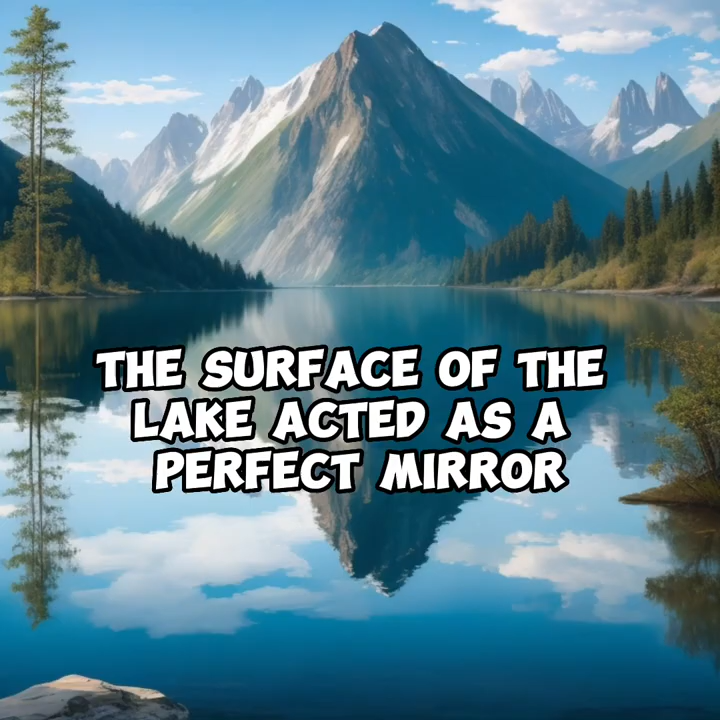 THE SURFACE OF THE
LAKE ACTED AS A
PERFECT MIRROR